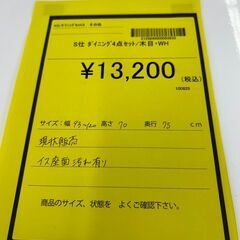 S仕 ダイニング4点セット/木目・WH
¥13,200
(税込)
100823
サイズ:幅 93〜120 高さ 70 奥行 75 cm
現状販売
イス座面 汚れ有り
商品のサイズ、状態を よくご確認下さい。